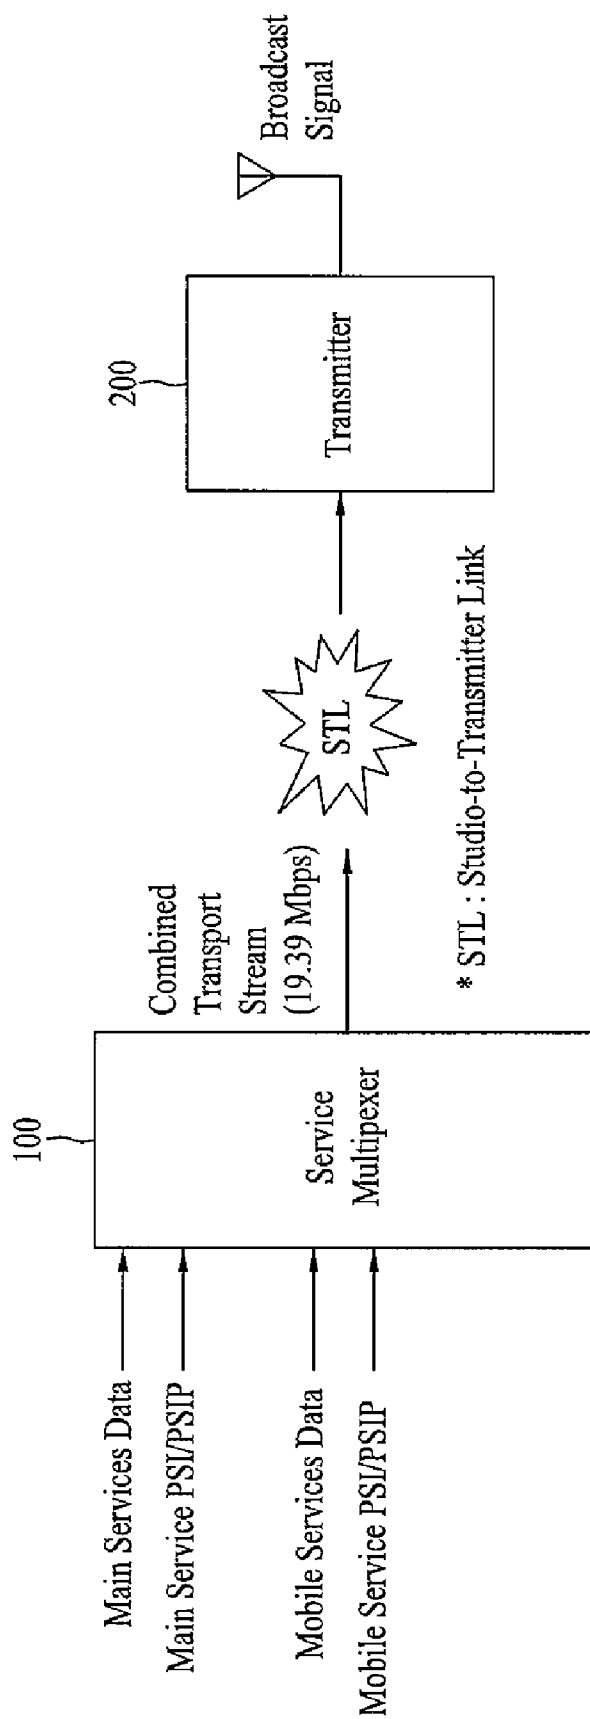 Main Services Data
Main Service PSI/PSIP
Mobile Services Data
Mobile Service PSI/PSIP
100
Service
Multipexer
Combined
Transport
Stream
(19.39 Mbps)
STL
200
Transmitter
Broadcast
Signal
* STL : Studio-to-Transmitter Link